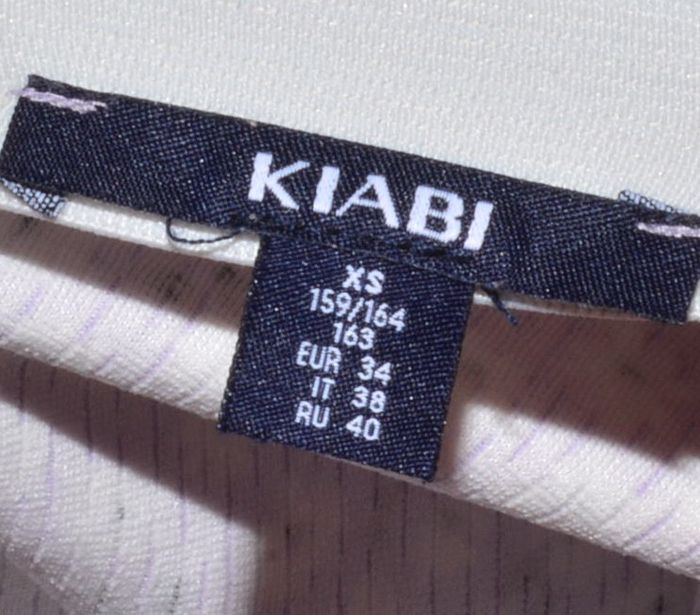 KIABI
XS
159/164
163
EUR 34
IT 38
RU 40